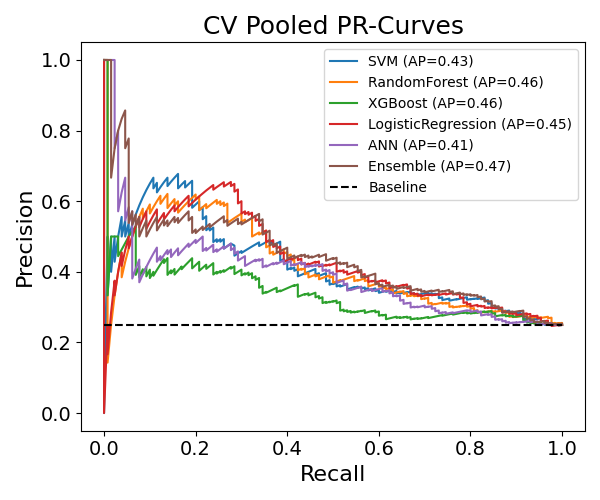 CV Pooled PR-Curves
SVM (AP=0.43)
RandomForest (AP=0.46)
XGBoost (AP=0.46)
LogisticRegression (AP=0.45)
ANN (AP=0.41)
Ensemble (AP=0.47)
Baseline
Precision
1.0
0.8
0.6
0.4
0.2
0.0
0.0 0.2 0.4 0.6 0.8 1.0
Recall